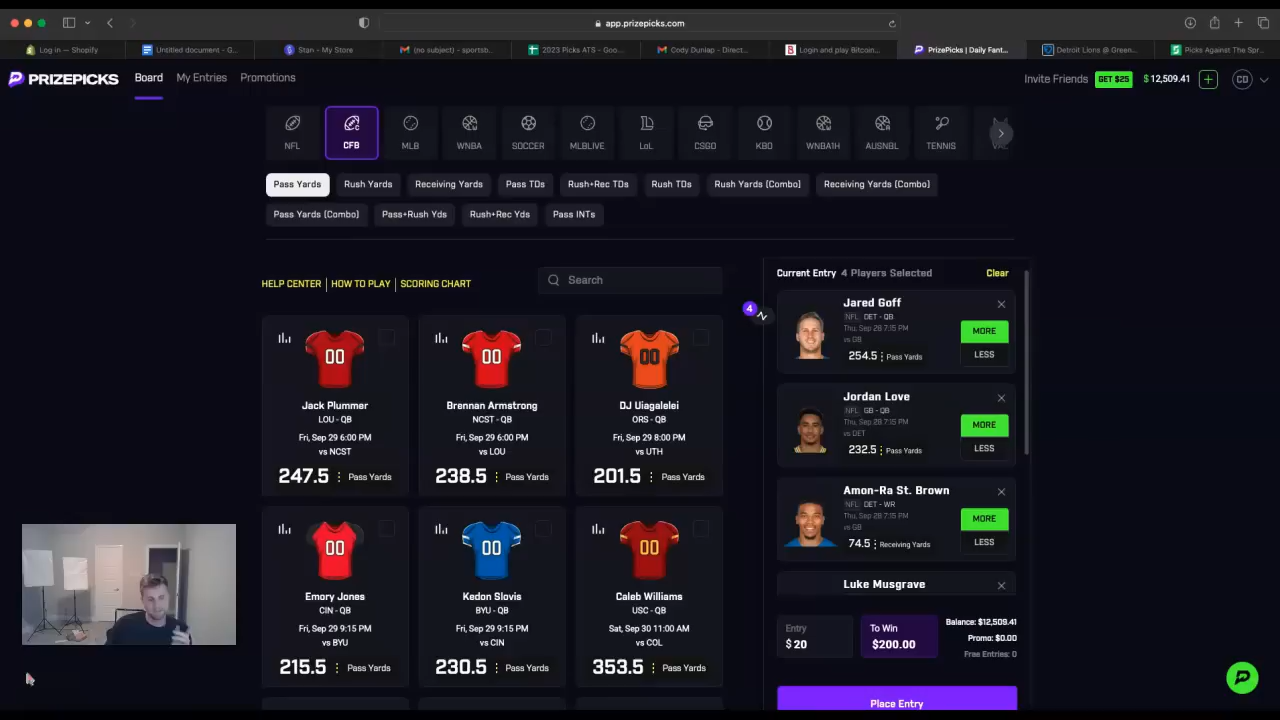 app.prizepicks.com
Log in — Shopify
Untitled document - G...
Stan - My Store
(no subject) - sportsb...
2023 Picks ATS - Goo...
Cody Dunlap - Direct...
Login and play Bitcoin...
PrizePicks | Daily Fant...
Detroit Lions @ Green...
Picks Against The Spr...
PRIZEPICKS
Board
My Entries
Promotions
Invite Friends
GET $25
$ 12,509.41
CD
NFL
CFB
MLB
WNBA
SOCCER
MLBLIVE
LoL
CSGO
KBO
WNBA1H
AUSNBL
TENNIS
Pass Yards
Rush Yards
Receiving Yards
Pass TDs
Rush+Rec TDs
Rush TDs
Rush Yards (Combo)
Receiving Yards (Combo)
Pass Yards (Combo)
Pass+Rush Yds
Rush+Rec Yds
Pass INTs
HELP CENTER | HOW TO PLAY | SCORING CHART
Search
00
Jack Plummer
LOU - QB
Fri, Sep 29 6:00 PM
vs NCST
247.5 Pass Yards
00
Brennan Armstrong
NCST - QB
Fri, Sep 29 6:00 PM
vs LOU
238.5 Pass Yards
00
DJ Uiagalelei
ORS - QB
Fri, Sep 29 8:00 PM
vs UTH
201.5 Pass Yards
00
Emory Jones
CIN - QB
Fri, Sep 29 9:15 PM
vs BYU
215.5 Pass Yards
00
Kedon Slovis
BYU - QB
Fri, Sep 29 9:15 PM
vs CIN
230.5 Pass Yards
00
Caleb Williams
USC - QB
Sat, Sep 30 11:00 AM
vs COL
353.5 Pass Yards
4
Current Entry 4 Players Selected
Clear
Jared Goff
NFL DET - QB
Thu, Sep 28 7:15 PM
vs GB
254.5 Pass Yards
MORE
LESS
Jordan Love
NFL GB - QB
Thu, Sep 28 7:15 PM
vs DET
232.5 Pass Yards
MORE
LESS
Amon-Ra St. Brown
NFL DET - WR
Thu, Sep 28 7:15 PM
vs GB
74.5 Receiving Yards
MORE
LESS
Luke Musgrave
Entry
$ 20
To Win
$200.00
Balance: $12,509.41
Promo: $0.00
Free Entries: 0
Place Entry